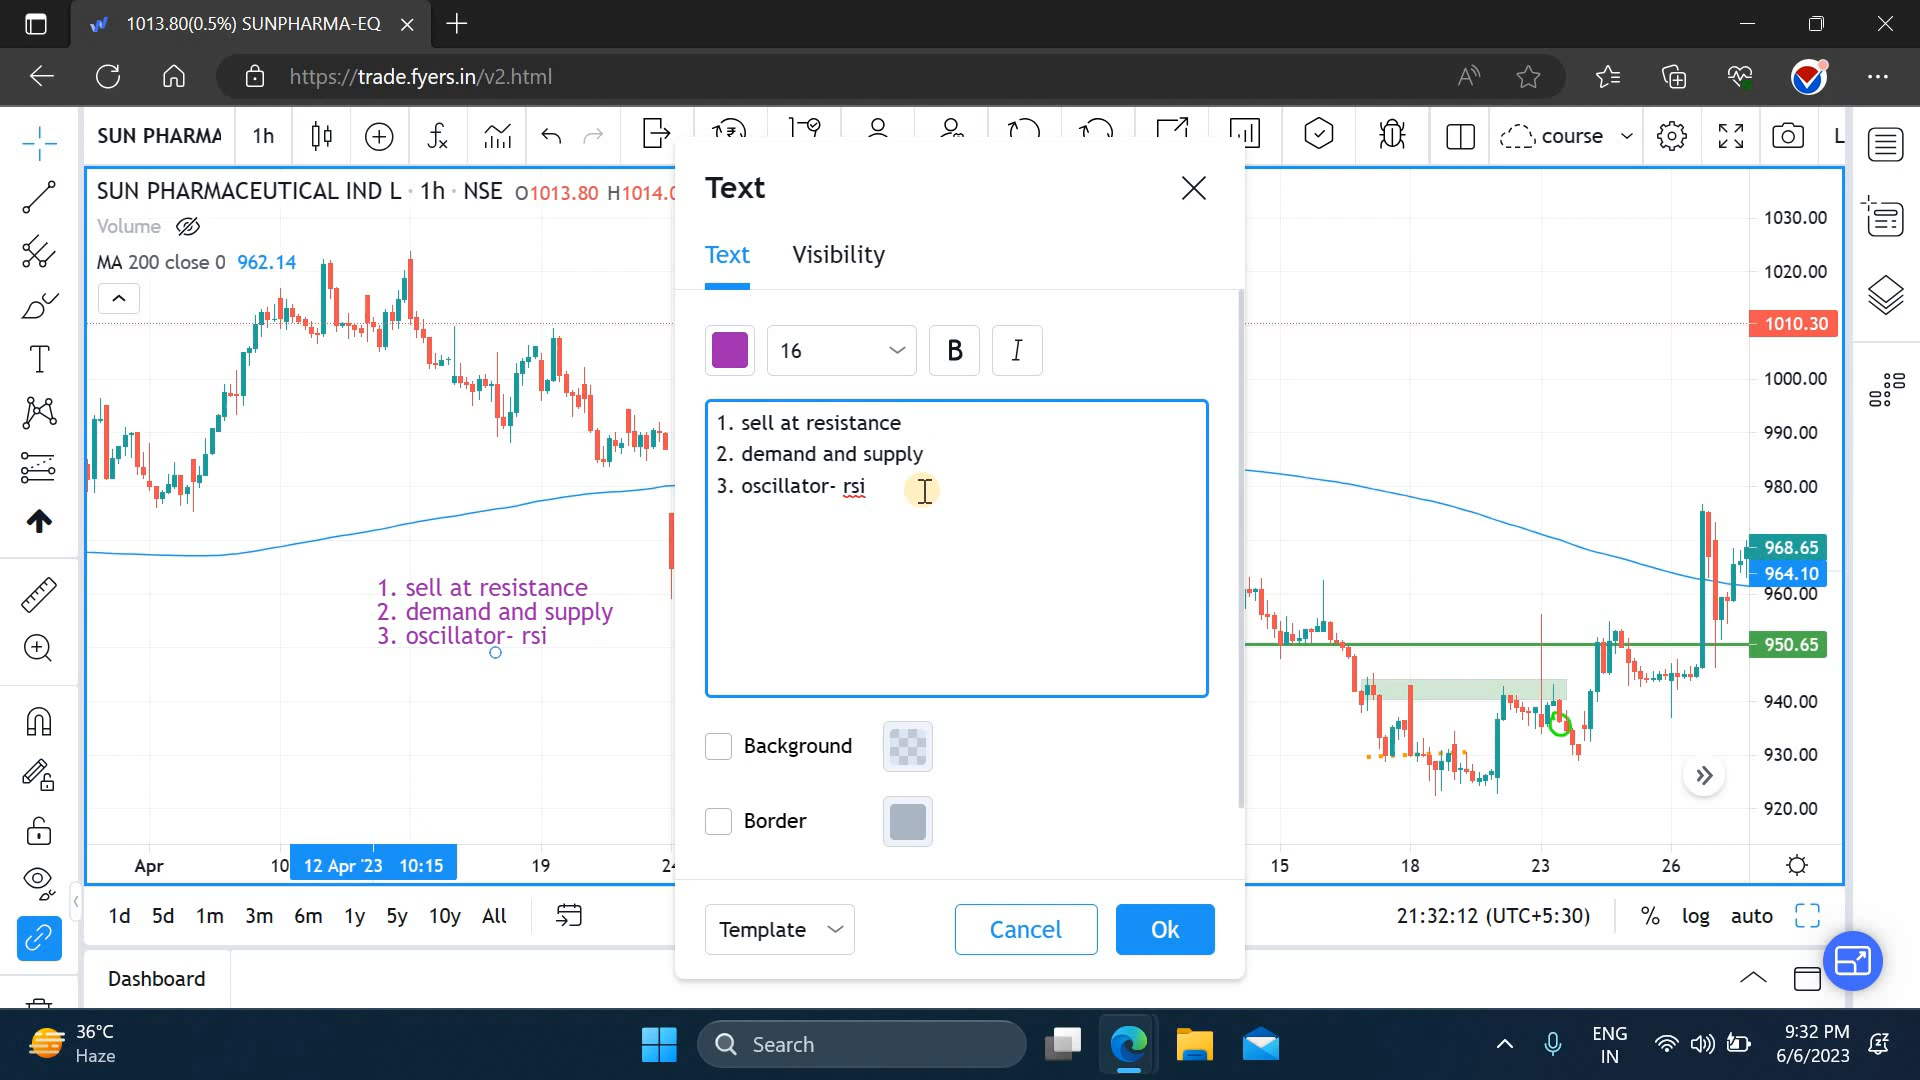 1013.80(0.5%) SUNPHARMA-EQ
https://trade.fyers.in/v2.html
SUN PHARMA 1h course L
SUN PHARMACEUTICAL IND L · 1h · NSE O1013.80 H1014.0
Volume
MA 200 close 0 962.14
Text
Text Visibility
16 B I
1. sell at resistance
2. demand and supply
3. oscillator- rsi
1. sell at resistance
2. demand and supply
3. oscillator- rsi
Background
Border
Template Cancel Ok
1030.00
1020.00
1010.30
1000.00
990.00
980.00
968.65
964.10
960.00
950.65
940.00
930.00
920.00
Apr 10 12 Apr '23 10:15 19 24 15 18 23 26
1d 5d 1m 3m 6m 1y 5y 10y All 21:32:12 (UTC+5:30) % log auto
Dashboard
36°C
Haze
Search
ENG
IN
9:32 PM
6/6/2023